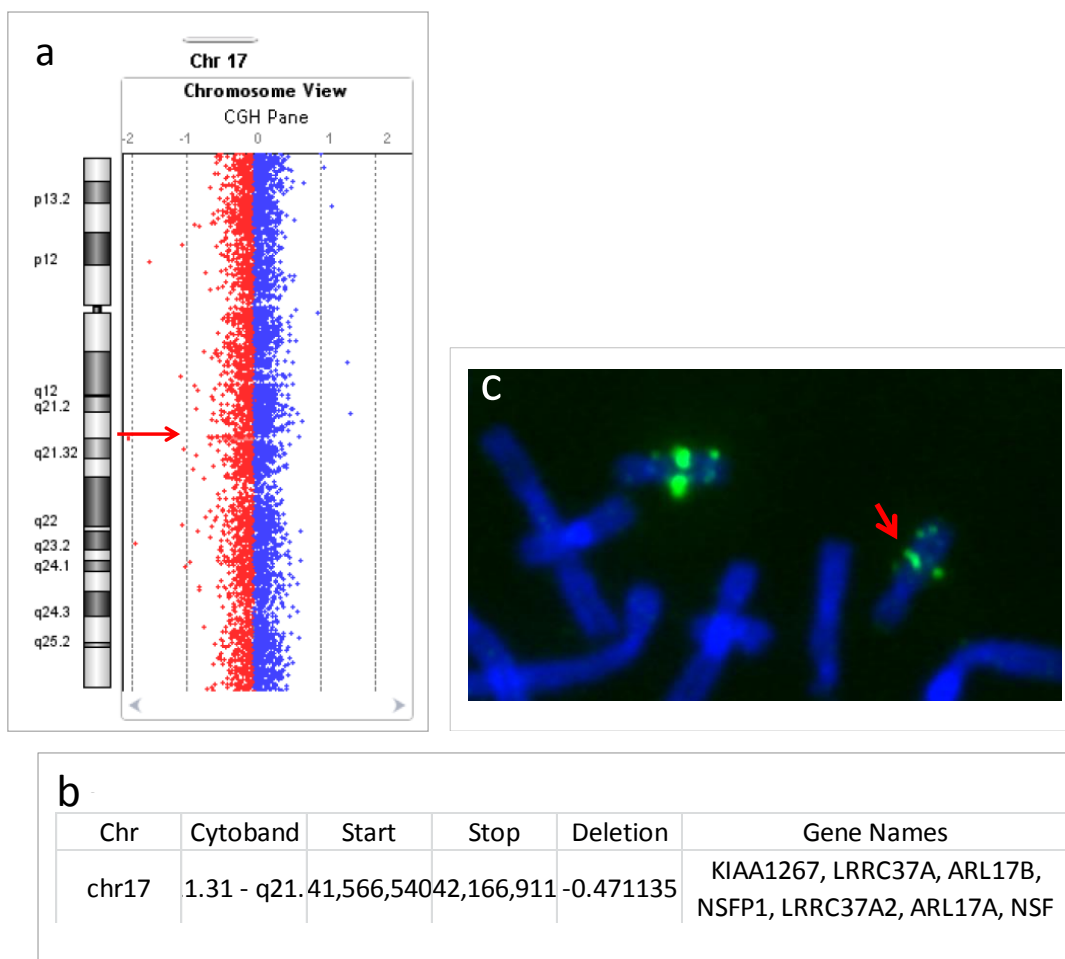 a
Chr 17
Chromosome View
CGH Pane
-2 -1 0 1 2
p13.2
p12
q12
q21.2
q21.32
q22
q23.2
q24.1
q24.3
q25.2
c
b
Chr Cytoband Start Stop Deletion Gene Names
chr17 1.31 - q21. 41,566,540 42,166,911 -0.471135 KIAA1267, LRRC37A, ARL17B,
NSFP1, LRRC37A2, ARL17A, NSF